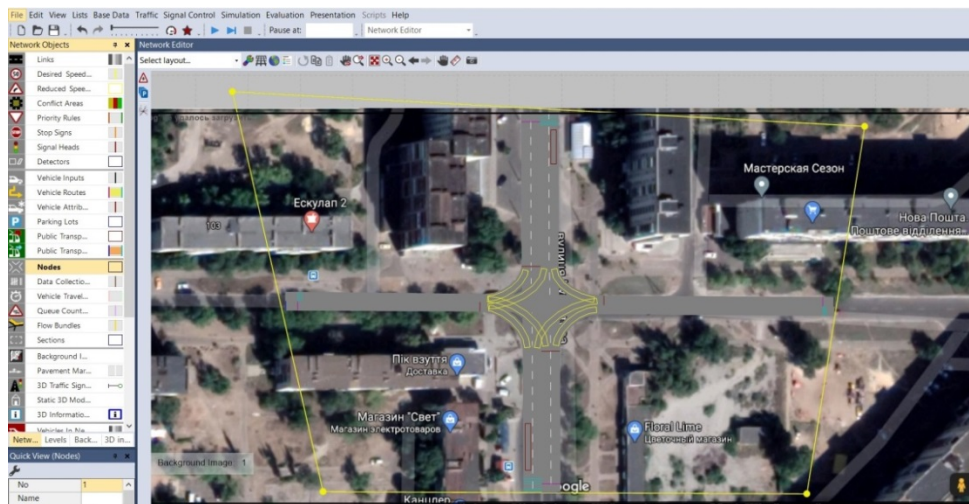 File Edit View Lists Base Data Traffic Signal Control Simulation Evaluation Presentation Scripts Help
Pause at: Network Editor
Network Objects
Network Editor
Select layout...
Links
Desired Speed...
Reduced Spee...
Conflict Areas
Priority Rules
Stop Signs
Signal Heads
Detectors
Vehicle Inputs
Vehicle Routes
Vehicle Attrib...
Parking Lots
Public Transp...
Public Transp...
Nodes
Data Collectio...
Vehicle Travel...
Queue Count...
Flow Bundles
Sections
Background I...
Pavement Mar...
3D Traffic Sign...
Static 3D Mod...
3D Informatio...
Vehicles In Ne...
Netw... Levels Back... 3D in...
Quick View (Nodes)
No 1
Name
Мастерская Сезон
Ескулап 2
103
Нова Пошта
Поштове відділення
Пік взуття
Доставка
Магазин "Свет"
Магазин электротоваров
Floral Lime
Цветочный магазин
Background Image : 1
ogle
Канцлер